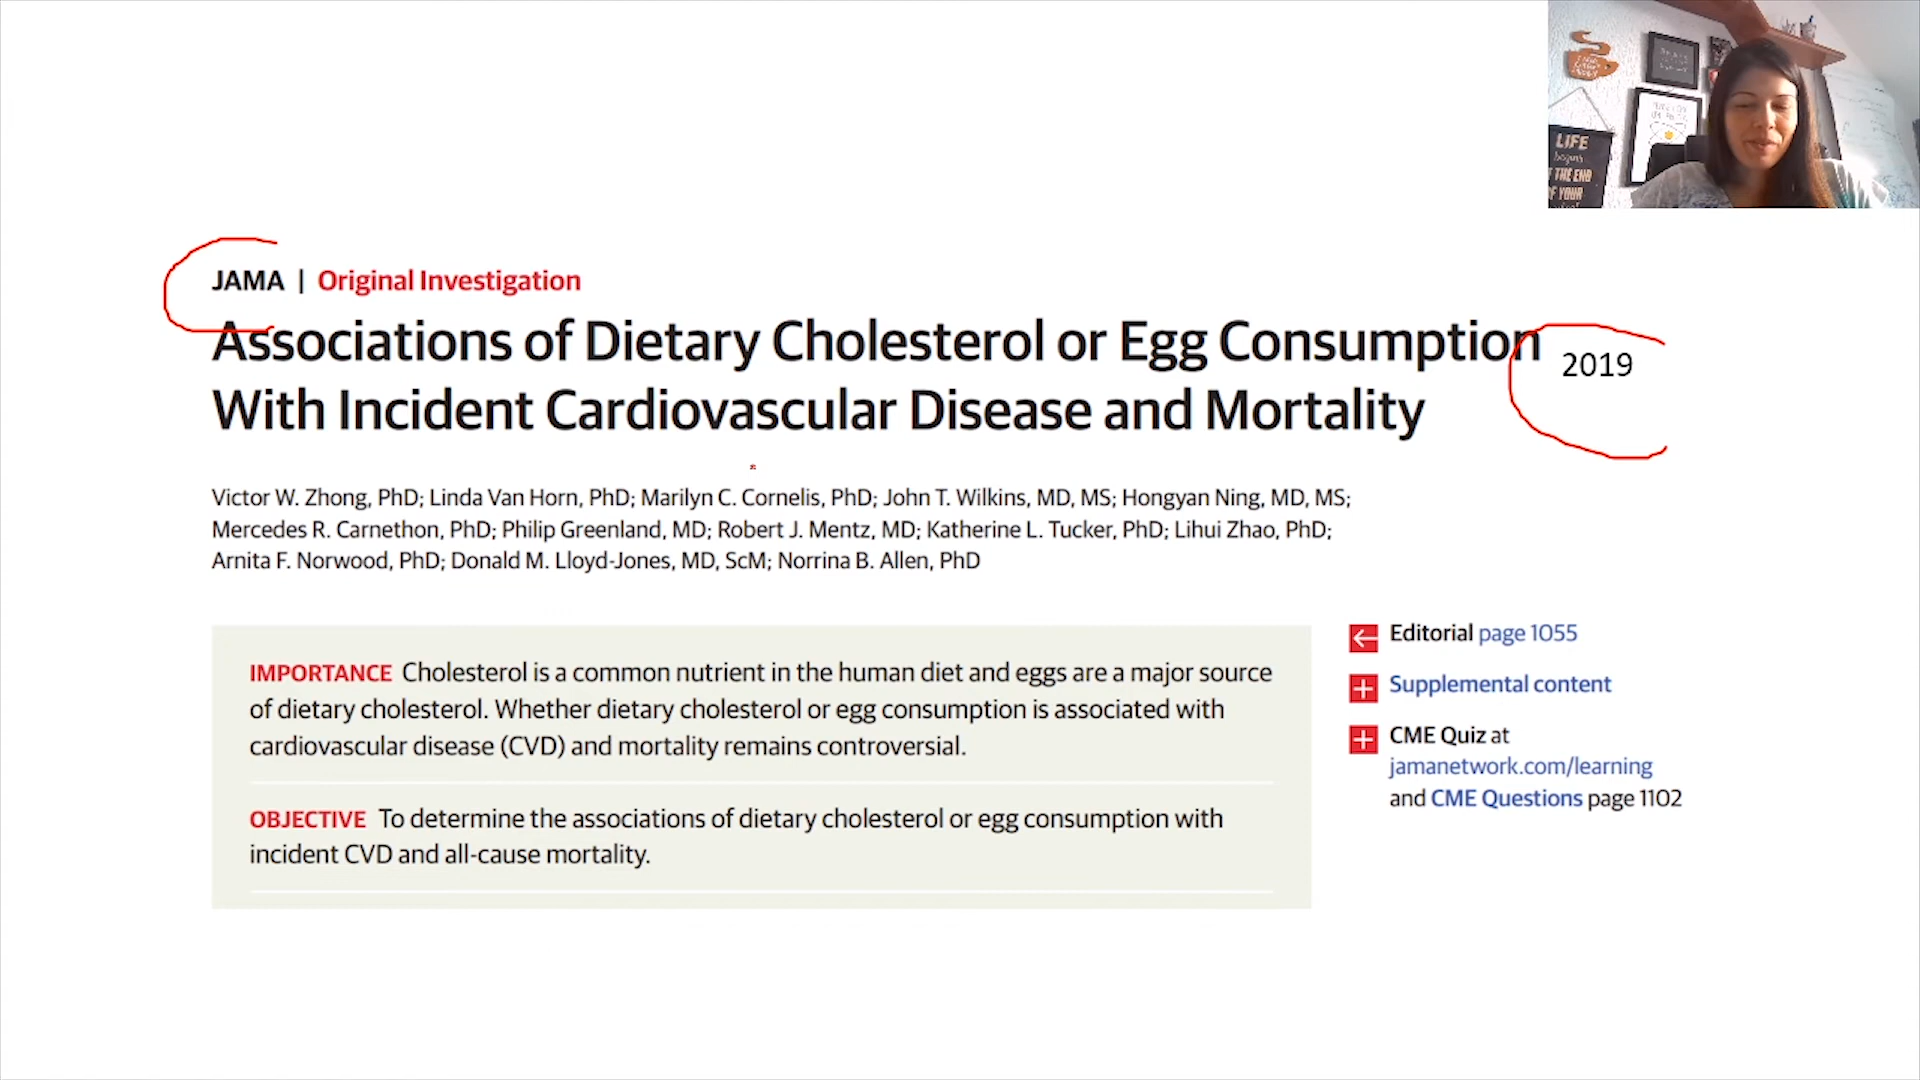 LIFE
begins
THE END
OF YOUR
JAMA | Original Investigation
Associations of Dietary Cholesterol or Egg Consumption
With Incident Cardiovascular Disease and Mortality
2019
Victor W. Zhong, PhD; Linda Van Horn, PhD; Marilyn C. Cornelis, PhD; John T. Wilkins, MD, MS; Hongyan Ning, MD, MS;
Mercedes R. Carnethon, PhD; Philip Greenland, MD; Robert J. Mentz, MD; Katherine L. Tucker, PhD; Lihui Zhao, PhD;
Arnita F. Norwood, PhD; Donald M. Lloyd-Jones, MD, ScM; Norrina B. Allen, PhD
IMPORTANCE Cholesterol is a common nutrient in the human diet and eggs are a major source
of dietary cholesterol. Whether dietary cholesterol or egg consumption is associated with
cardiovascular disease (CVD) and mortality remains controversial.
OBJECTIVE To determine the associations of dietary cholesterol or egg consumption with
incident CVD and all-cause mortality.
Editorial page 1055
Supplemental content
CME Quiz at
jamanetwork.com/learning
and CME Questions page 1102